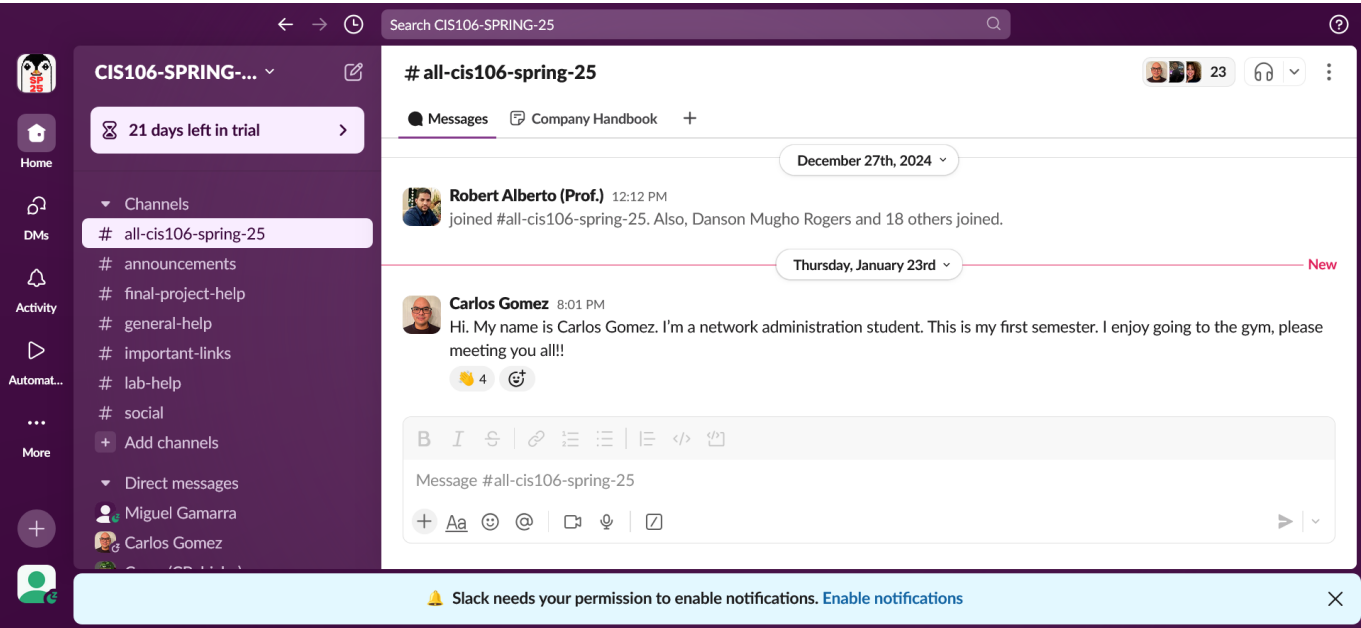 Search CIS106-SPRING-25
SP
25
Home
DMs
Activity
Automat...
More
CIS106-SPRING-...
21 days left in trial
Channels
# all-cis106-spring-25
# announcements
# final-project-help
# general-help
# important-links
# lab-help
# social
+ Add channels
Direct messages
Miguel Gamarra
Carlos Gomez
# all-cis106-spring-25
23
Messages
Company Handbook
December 27th, 2024
Robert Alberto (Prof.) 12:12 PM
joined #all-cis106-spring-25. Also, Danson Mugho Rogers and 18 others joined.
Thursday, January 23rd
New
Carlos Gomez 8:01 PM
Hi. My name is Carlos Gomez. I'm a network administration student. This is my first semester. I enjoy going to the gym, please
meeting you all!!
👏 4
B I S
Message #all-cis106-spring-25
Aa
🔔 Slack needs your permission to enable notifications. Enable notifications